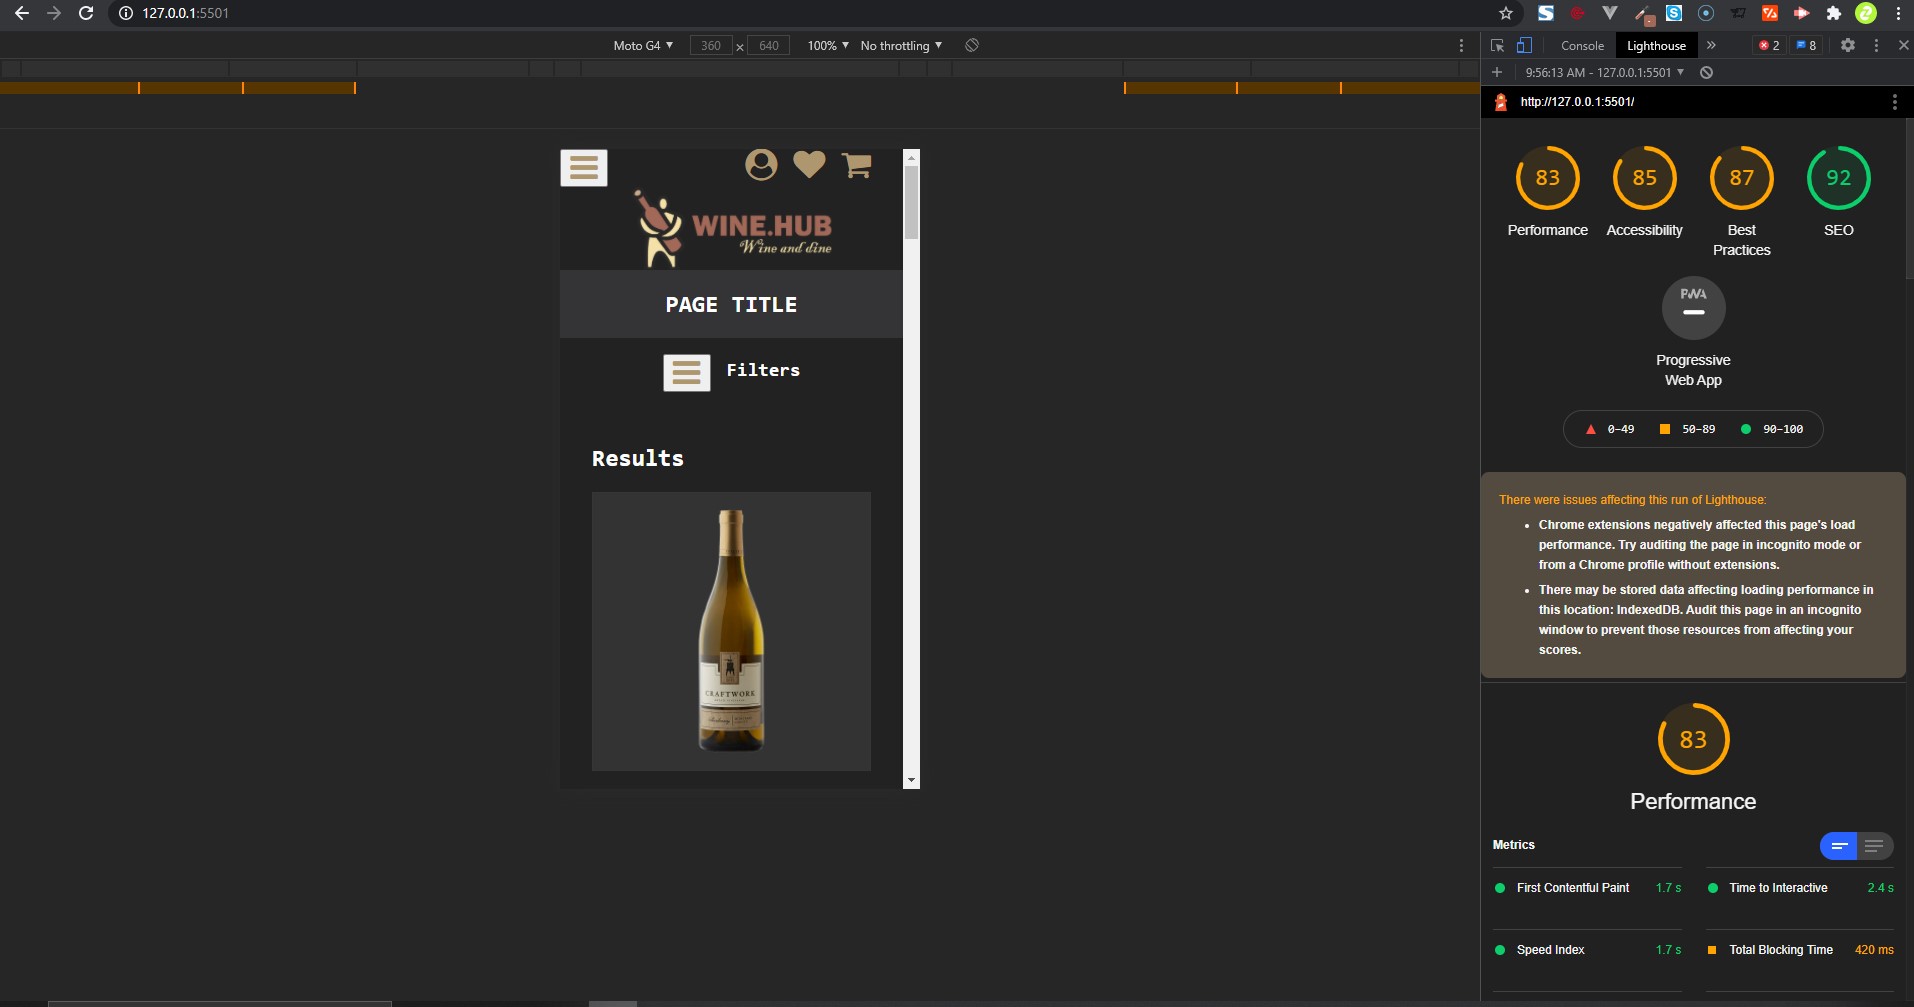 127.0.0.1:5501
Moto G4 ▼ 360 × 640 100% ▼ No throttling ▼
Console Lighthouse » 2 8
9:56:13 AM - 127.0.0.1:5501 ▼
http://127.0.0.1:5501/
WINE.HUB
Wine and dine
PAGE TITLE
Filters
Results
CRAFTWORK
83 85 87 92
Performance Accessibility Best Practices SEO
PWA
Progressive
Web App
0–49 50–89 90–100
There were issues affecting this run of Lighthouse:
• Chrome extensions negatively affected this page's load
performance. Try auditing the page in incognito mode or
from a Chrome profile without extensions.
• There may be stored data affecting loading performance in
this location: IndexedDB. Audit this page in an incognito
window to prevent those resources from affecting your
scores.
83
Performance
Metrics
First Contentful Paint 1.7 s
Time to Interactive 2.4 s
Speed Index 1.7 s
Total Blocking Time 420 ms